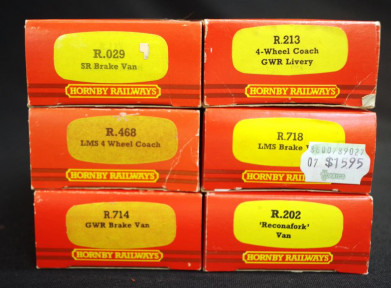 R.029
SR Brake Van
HORNBY RAILWAYS
R.213
4-Wheel Coach
GWR Livery
HORNBY RAILWAYS
R.468
LMS 4 Wheel Coach
HORNBY RAILWAYS
R.718
LMS Brake
07 $15.95
HORNBY
R.714
GWR Brake Van
HORNBY RAILWAYS
R.202
'Reconafork'
Van
HORNBY RAILWAYS